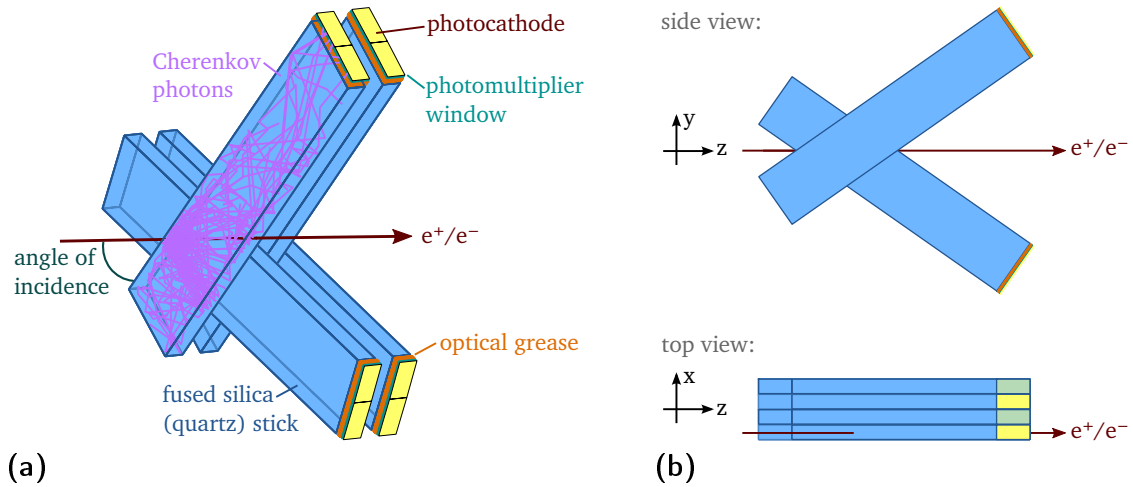 photocathode
Cherenkov
photons
photomultiplier
window
e⁺/e⁻
angle of
incidence
optical grease
fused silica
(quartz) stick
(a)
side view:
y
z
e⁺/e⁻
top view:
x
z
e⁺/e⁻
(b)